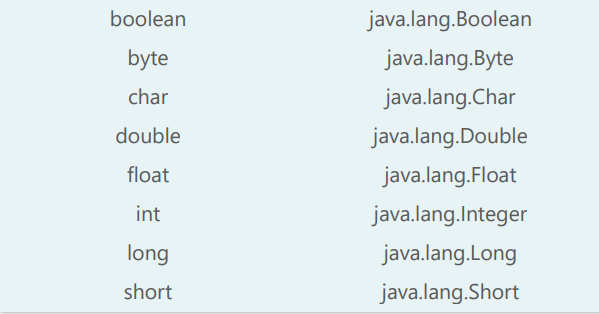 boolean java.lang.Boolean
byte java.lang.Byte
char java.lang.Char
double java.lang.Double
float java.lang.Float
int java.lang.Integer
long java.lang.Long
short java.lang.Short